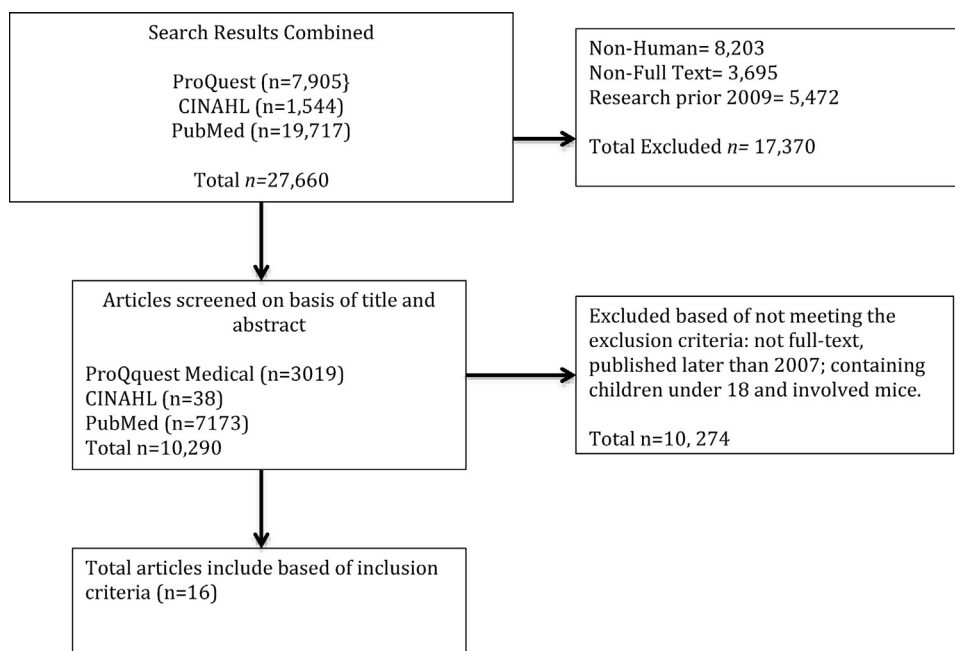 Search Results Combined
ProQuest (n=7,905}
CINAHL (n=1,544)
PubMed (n=19,717)
Total n=27,660
Non-Human= 8,203
Non-Full Text= 3,695
Research prior 2009= 5,472
Total Excluded n= 17,370
Articles screened on basis of title and
abstract
ProQquest Medical (n=3019)
CINAHL (n=38)
PubMed (n=7173)
Total n=10,290
Excluded based of not meeting the
exclusion criteria: not full-text,
published later than 2007; containing
children under 18 and involved mice.
Total n=10, 274
Total articles include based of inclusion
criteria (n=16)